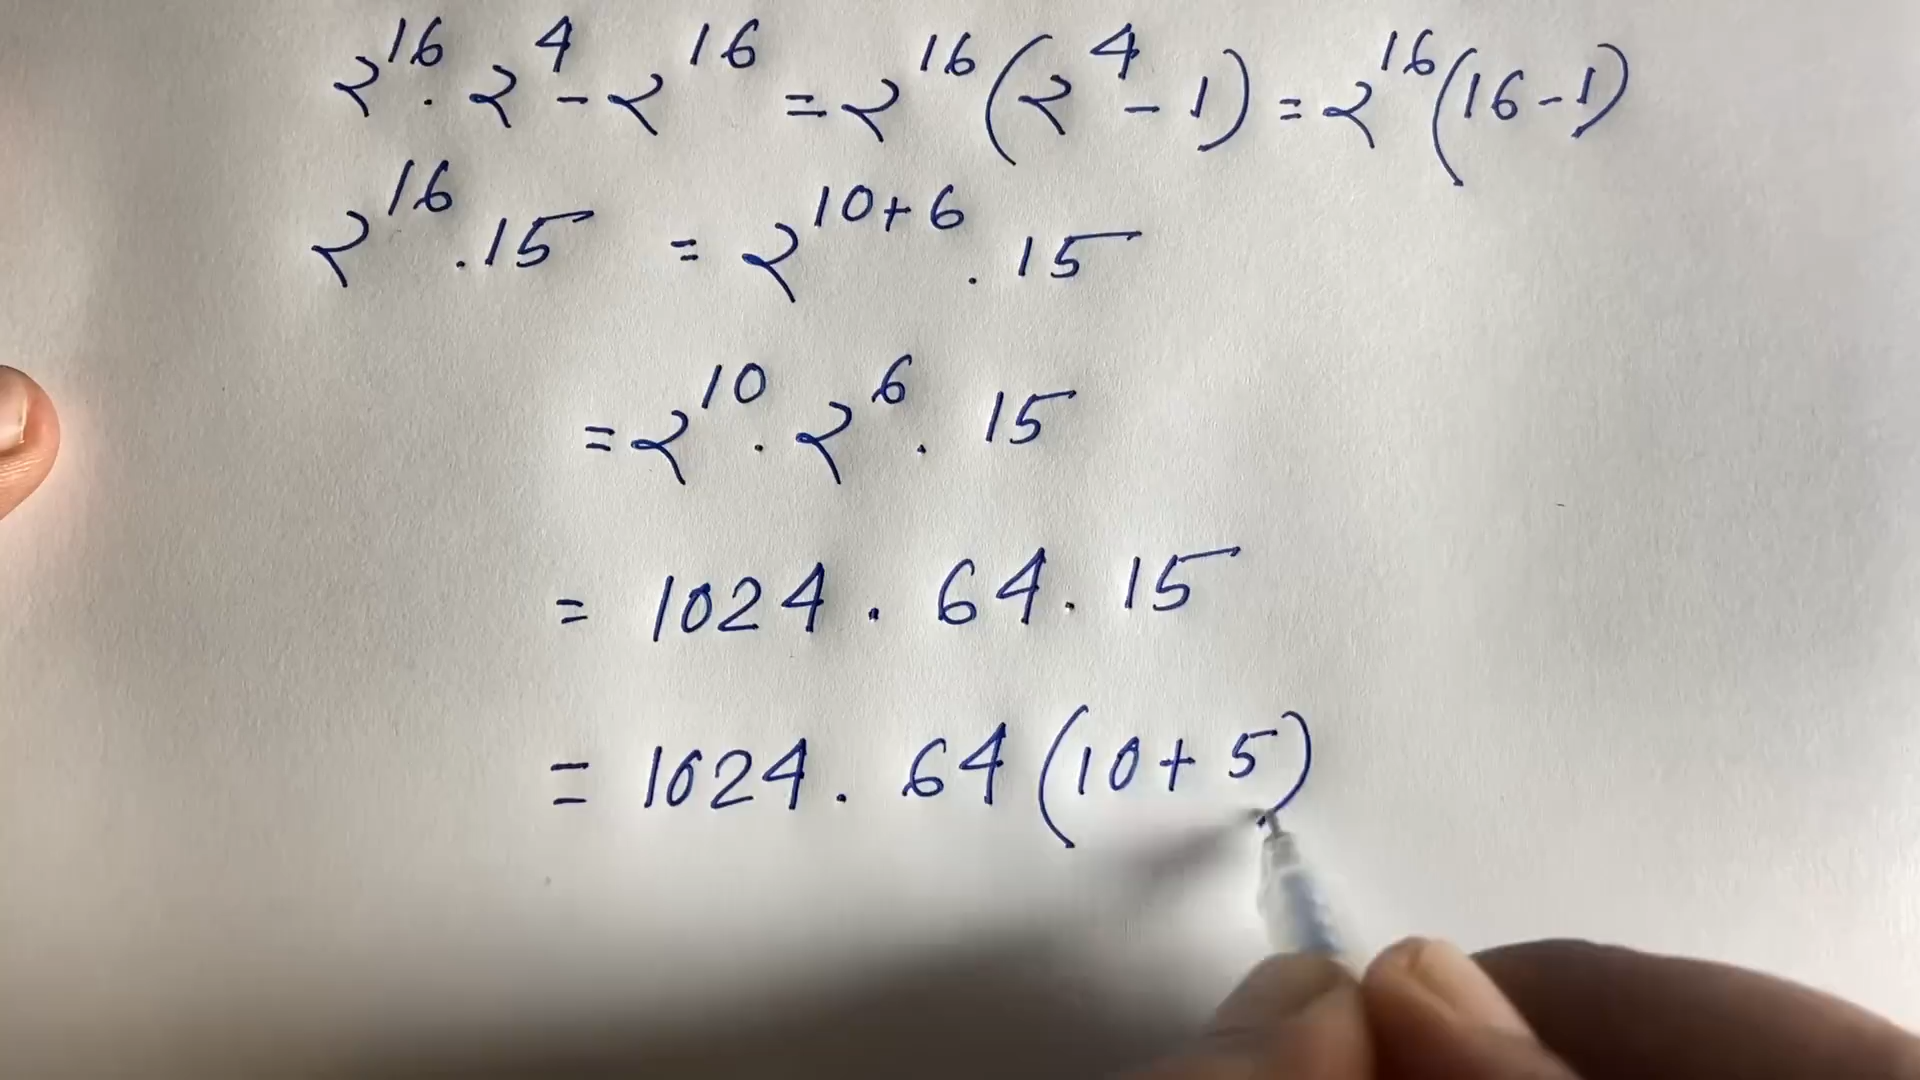 2^16 . 2^4 - 2^16 = 2^16 (2^4 - 1) = 2^16 (16 - 1)
2^16 . 15 = 2^10+6 . 15
= 2^10 . 2^6 . 15
= 1024 . 64 . 15
= 1024 . 64 (10 + 5)